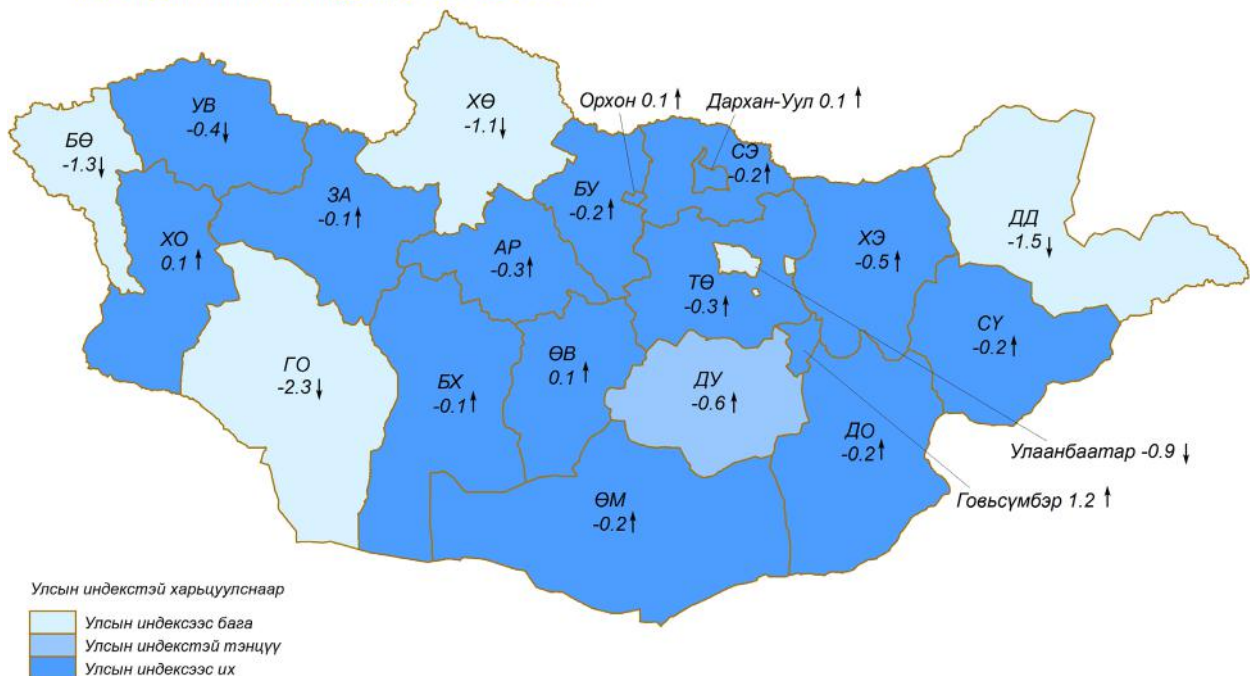 УВ
-0.4↓
БӨ
-1.3↓
ХӨ
-1.1↓
Орхон 0.1↑
Дархан-Уул 0.1 ↑
СЭ
-0.2↑
ЗА
-0.1↑
БУ
-0.2↑
ХО
0.1 ↑
АР
-0.3↑
ХЭ
-0.5↑
ДД
-1.5↓
ТӨ
-0.3↑
СҮ
-0.2↑
ГО
-2.3↓
БХ
-0.1↑
ӨВ
0.1↑
ДУ
-0.6↑
ДО
-0.2↑
Улаанбаатар -0.9 ↓
Говьсүмбэр 1.2 ↑
ӨМ
-0.2↑
Улсын индекстэй харьцуулснаар
Улсын индексээс бага
Улсын индекстэй тэнцүү
Улсын индексээс их